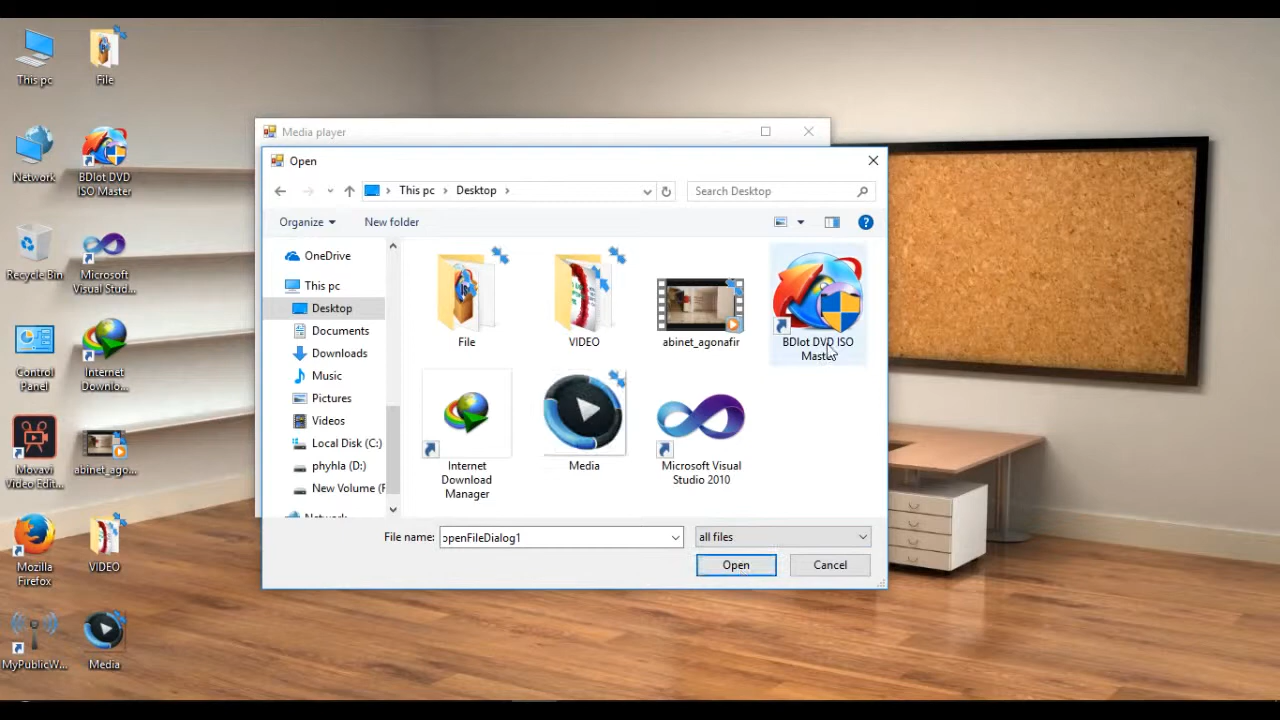 This pc
File
Network
BDlot DVD
ISO Master
Recycle Bin
Microsoft
Visual Stud...
Control
Panel
Internet
Downlo...
Movavi
Video Edit...
abinet_ago...
Mozilla
Firefox
VIDEO
MyPublicW...
Media
Media player
Open
This pc
Desktop
Search Desktop
Organize
New folder
OneDrive
This pc
Desktop
Documents
Downloads
Music
Pictures
Videos
Local Disk (C:)
phyhla (D:)
New Volume (F
Network
File
VIDEO
abinet_agonafir
BDlot DVD ISO
Master
Internet
Download
Manager
Media
Microsoft Visual
Studio 2010
File name:
openFileDialog1
all files
Open
Cancel